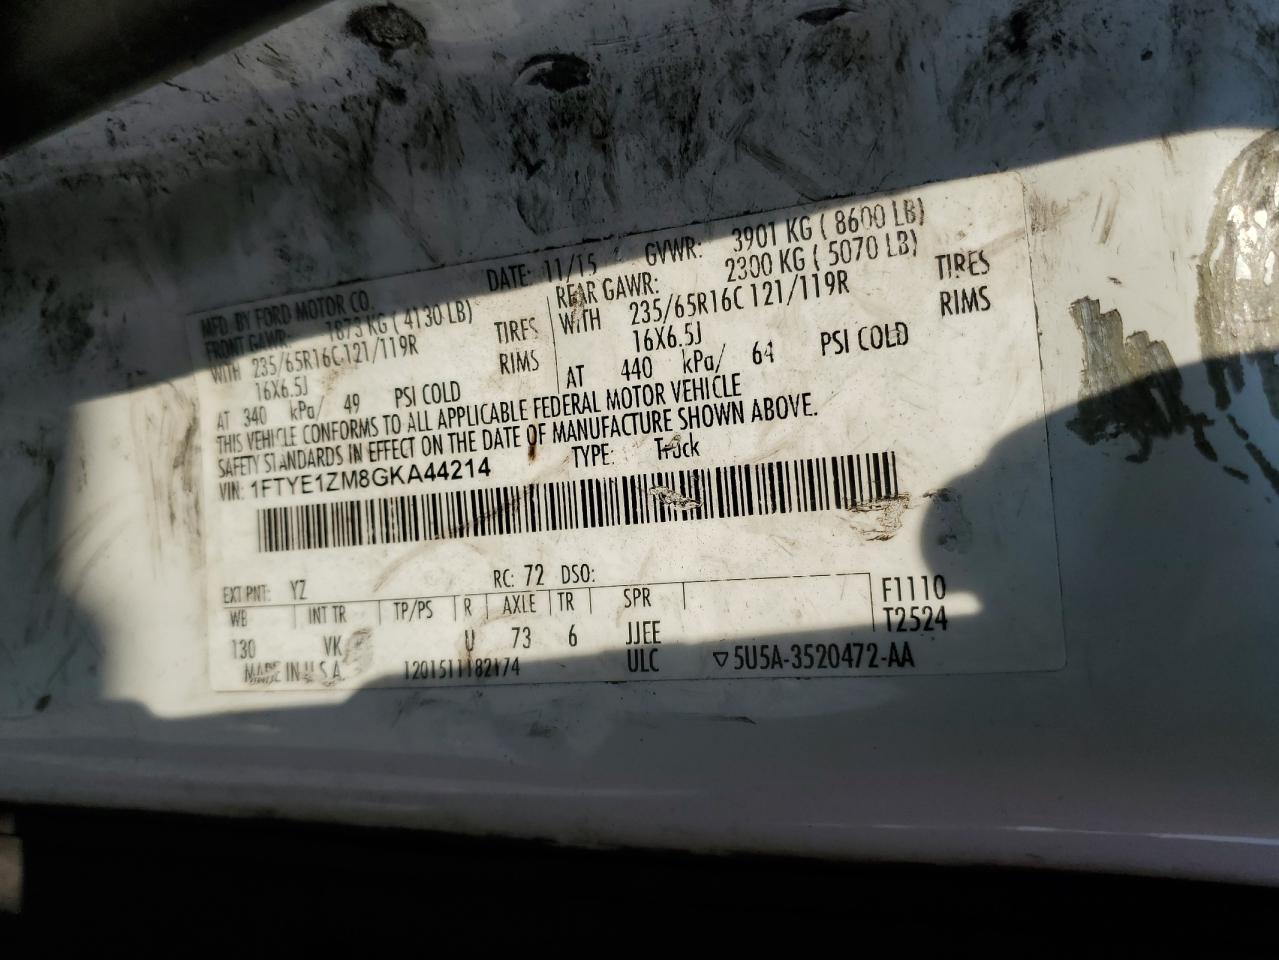 MFD. BY FORD MOTOR CO. DATE: 11/15 GVWR: 3901 KG ( 8600 LB)
FRONT GAWR: 1873 KG ( 4130 LB) REAR GAWR: 2300 KG ( 5070 LB)
WITH 235/65R16C 121/119R TIRES WITH 235/65R16C 121/119R TIRES
16X6.5J RIMS 16X6.5J RIMS
AT 340 kPa/ 49 PSI COLD AT 440 kPa/ 64 PSI COLD
THIS VEHICLE CONFORMS TO ALL APPLICABLE FEDERAL MOTOR VEHICLE
SAFETY STANDARDS IN EFFECT ON THE DATE OF MANUFACTURE SHOWN ABOVE.
VIN: 1FTYE1ZM8GKA44214 TYPE: Truck
EXT PNT: YZ RC: 72 DSO:
WB INT TR TP/PS R AXLE TR SPR F1110
130 VK U 73 6 JJEE T2524
MADE IN U.S.A. 1201511182174 ULC ▽5U5A-3520472-AA